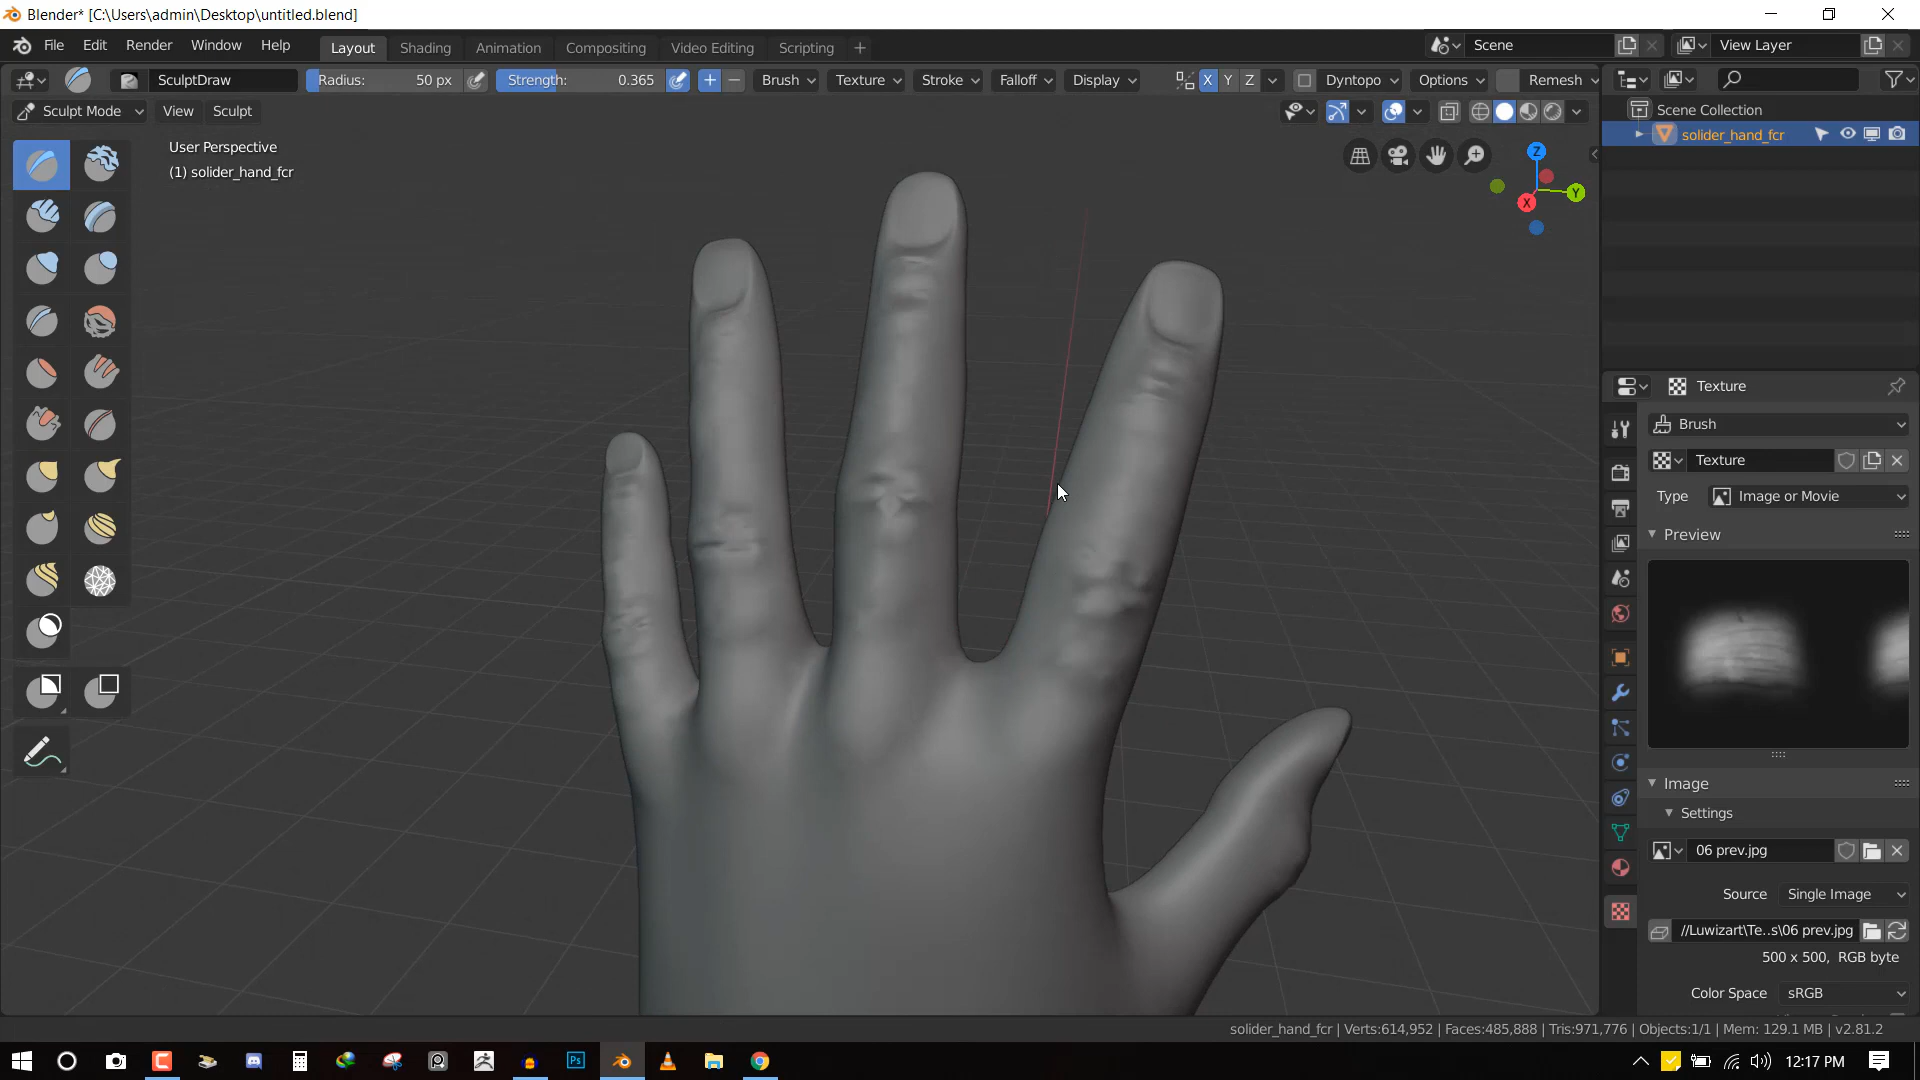 Blender* [C:\Users\admin\Desktop\untitled.blend]
File Edit Render Window Help Layout Shading Animation Compositing Video Editing Scripting + Scene View Layer
SculptDraw Radius: 50 px Strength: 0.365 Brush Texture Stroke Falloff Display X Y Z Dyntopo Options Remesh
Sculpt Mode View Sculpt
Scene Collection
solider_hand_fcr
User Perspective
(1) solider_hand_fcr
Z
Y
X
Texture
Brush
Texture
Type Image or Movie
Preview
Image
Settings
06 prev.jpg
Source Single Image
//Luwizart\Te..s\06 prev.jpg
500 x 500, RGB byte
Color Space sRGB
solider_hand_fcr | Verts:614,952 | Faces:485,888 | Tris:971,776 | Objects:1/1 | Mem: 129.1 MB | v2.81.2
Ps
12:17 PM